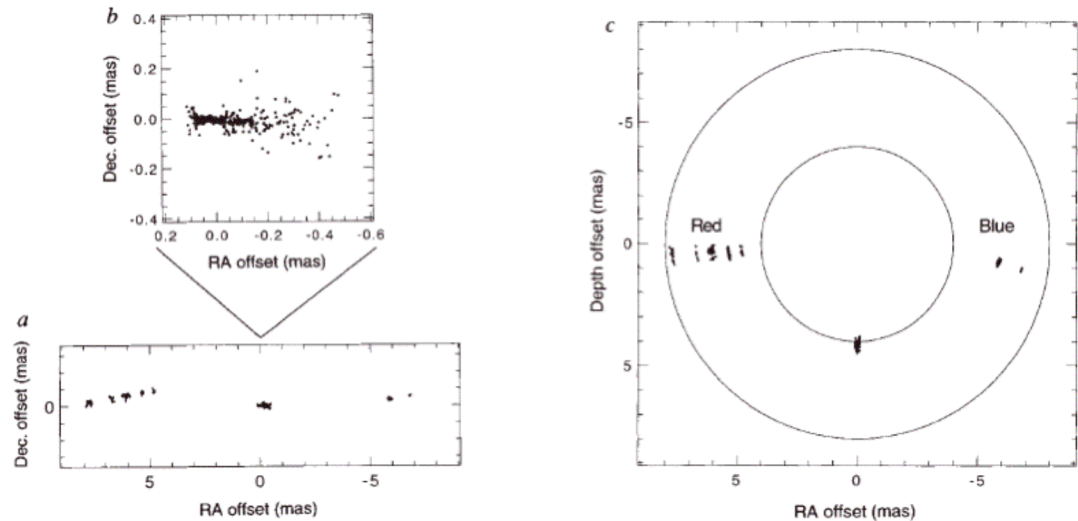 b
0.4
0.2
0.0
-0.2
-0.4
Dec. offset (mas)
0.2 0.0 -0.2 -0.4 -0.6
RA offset (mas)
a
0
Dec. offset (mas)
5 0 -5
RA offset (mas)
c
-5
0
5
Depth offset (mas)
Red
Blue
5 0 -5
RA offset (mas)